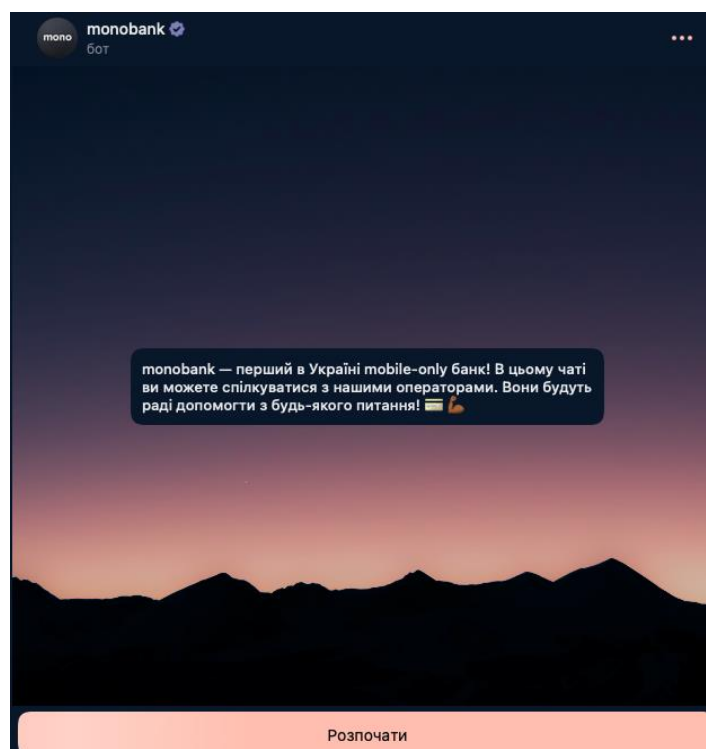 mono
monobank
бот
monobank — перший в Україні mobile-only банк! В цьому чаті
ви можете спілкуватися з нашими операторами. Вони будуть
раді допомогти з будь-якого питання! 💳 💪🏾
Розпочати